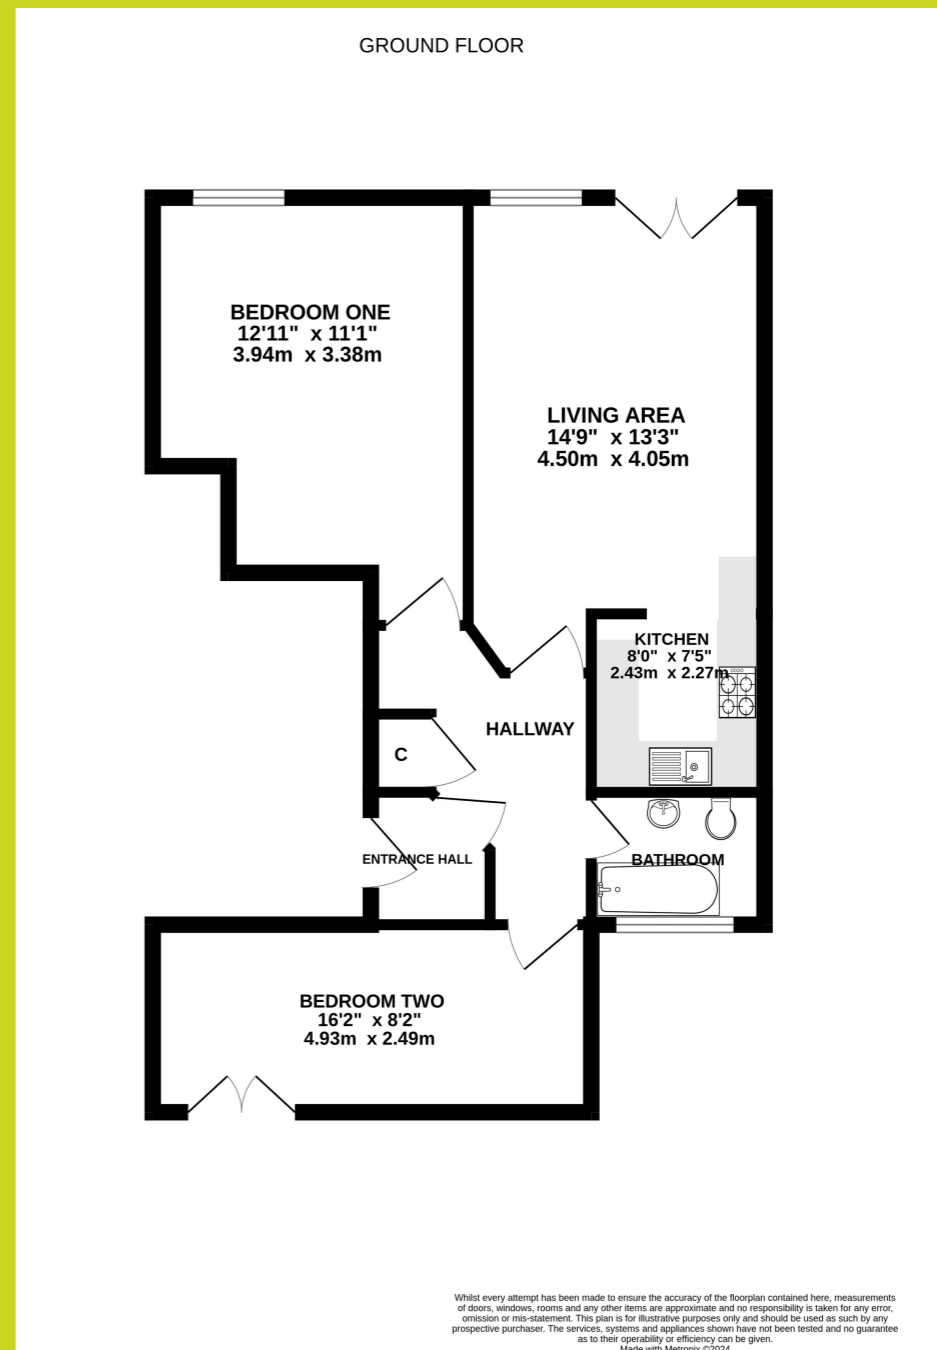 GROUND FLOOR
BEDROOM ONE
12'11" x 11'1"
3.94m x 3.38m
LIVING AREA
14'9" x 13'3"
4.50m x 4.05m
KITCHEN
8'0" x 7'5"
2.43m x 2.27m
HALLWAY
C
ENTRANCE HALL
BATHROOM
BEDROOM TWO
16'2" x 8'2"
4.93m x 2.49m
Whilst every attempt has been made to ensure the accuracy of the floorplan contained here, measurements
of doors, windows, rooms and any other items are approximate and no responsibility is taken for any error,
omission or mis-statement. This plan is for illustrative purposes only and should be used as such by any
prospective purchaser. The services, systems and appliances shown have not been tested and no guarantee
as to their operability or efficiency can be given.
Made with Metropix ©2024